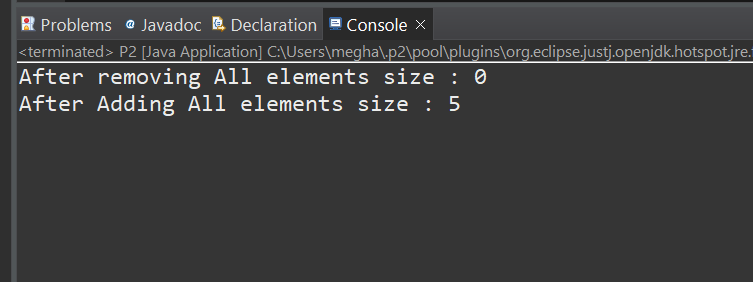 Problems Javadoc Declaration Console
<terminated> P2 [Java Application] C:\Users\megha\.p2\pool\plugins\org.eclipse.justj.openjdk.hotspot.jre.
After removing All elements size : 0
After Adding All elements size : 5